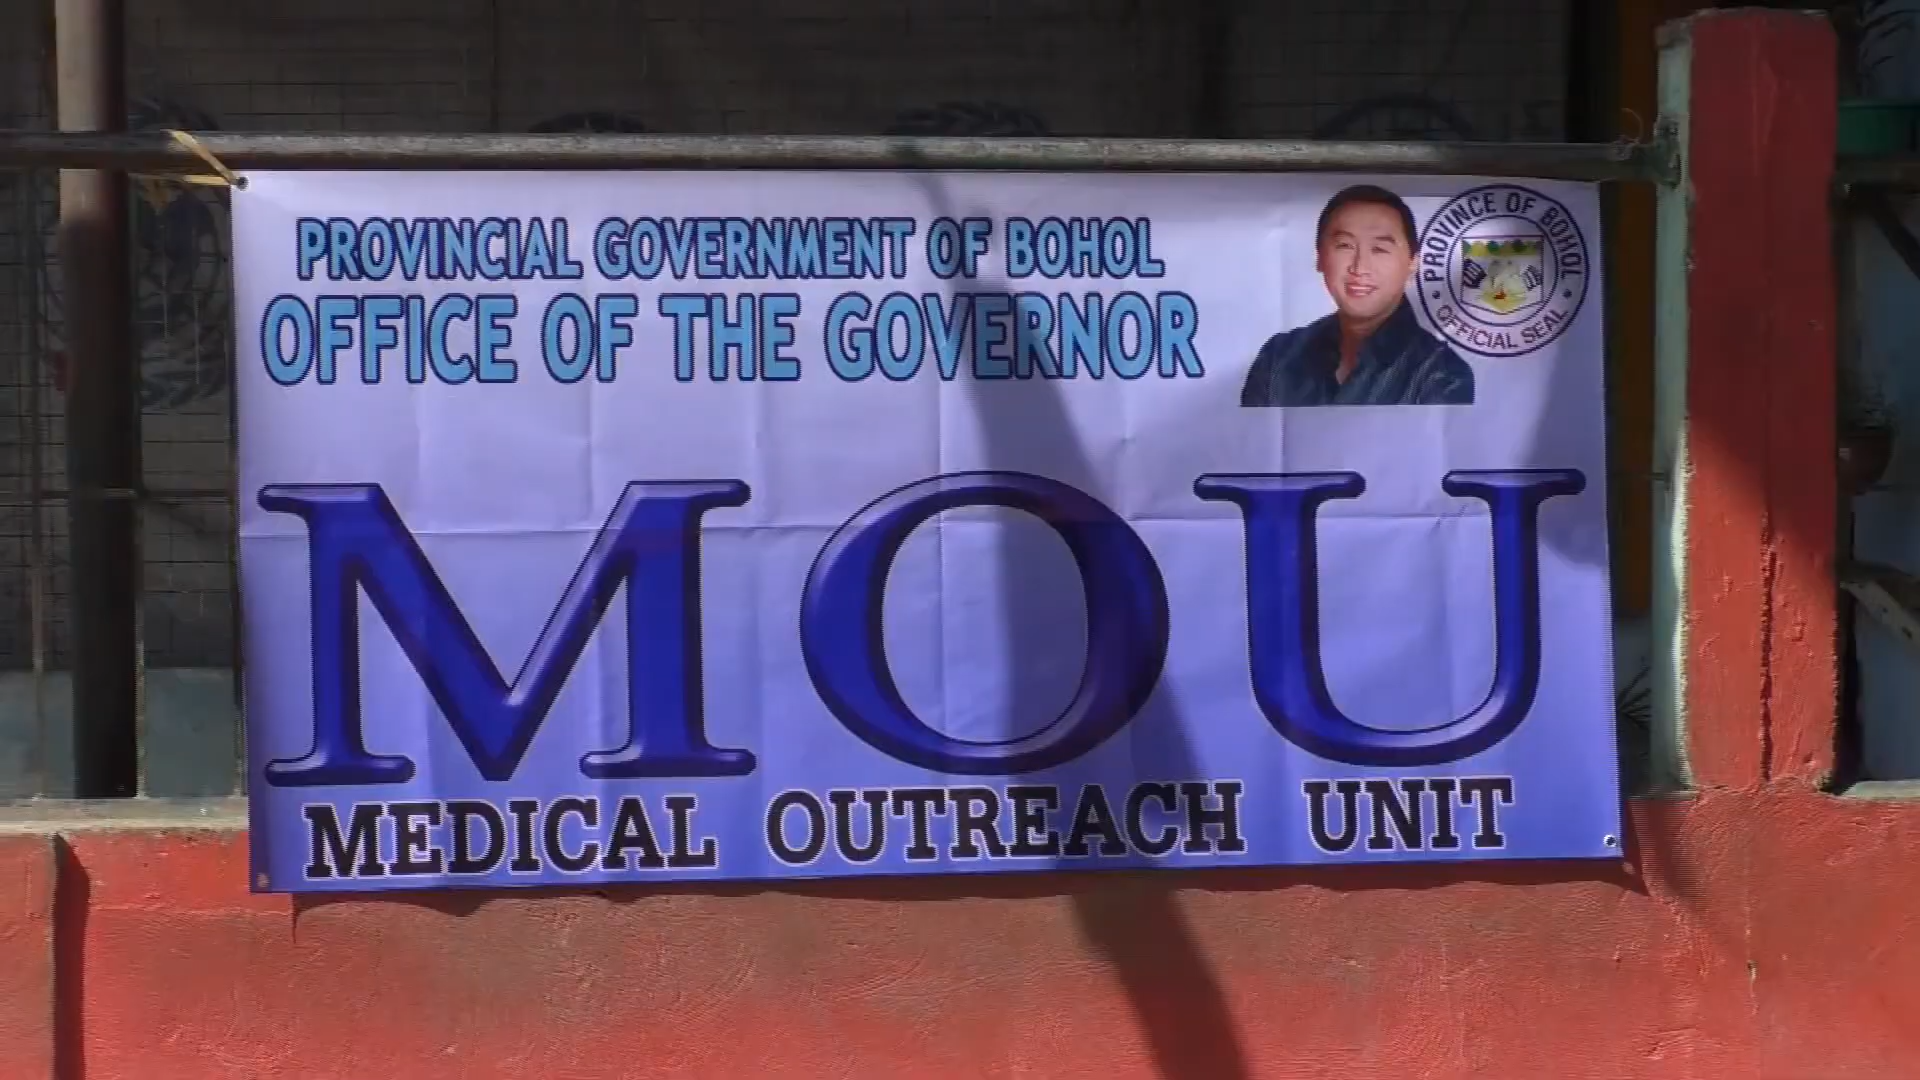 PROVINCIAL GOVERNMENT OF BOHOL
OFFICE OF THE GOVERNOR
PROVINCE OF BOHOL
OFFICIAL SEAL
MOU
MEDICAL OUTREACH UNIT